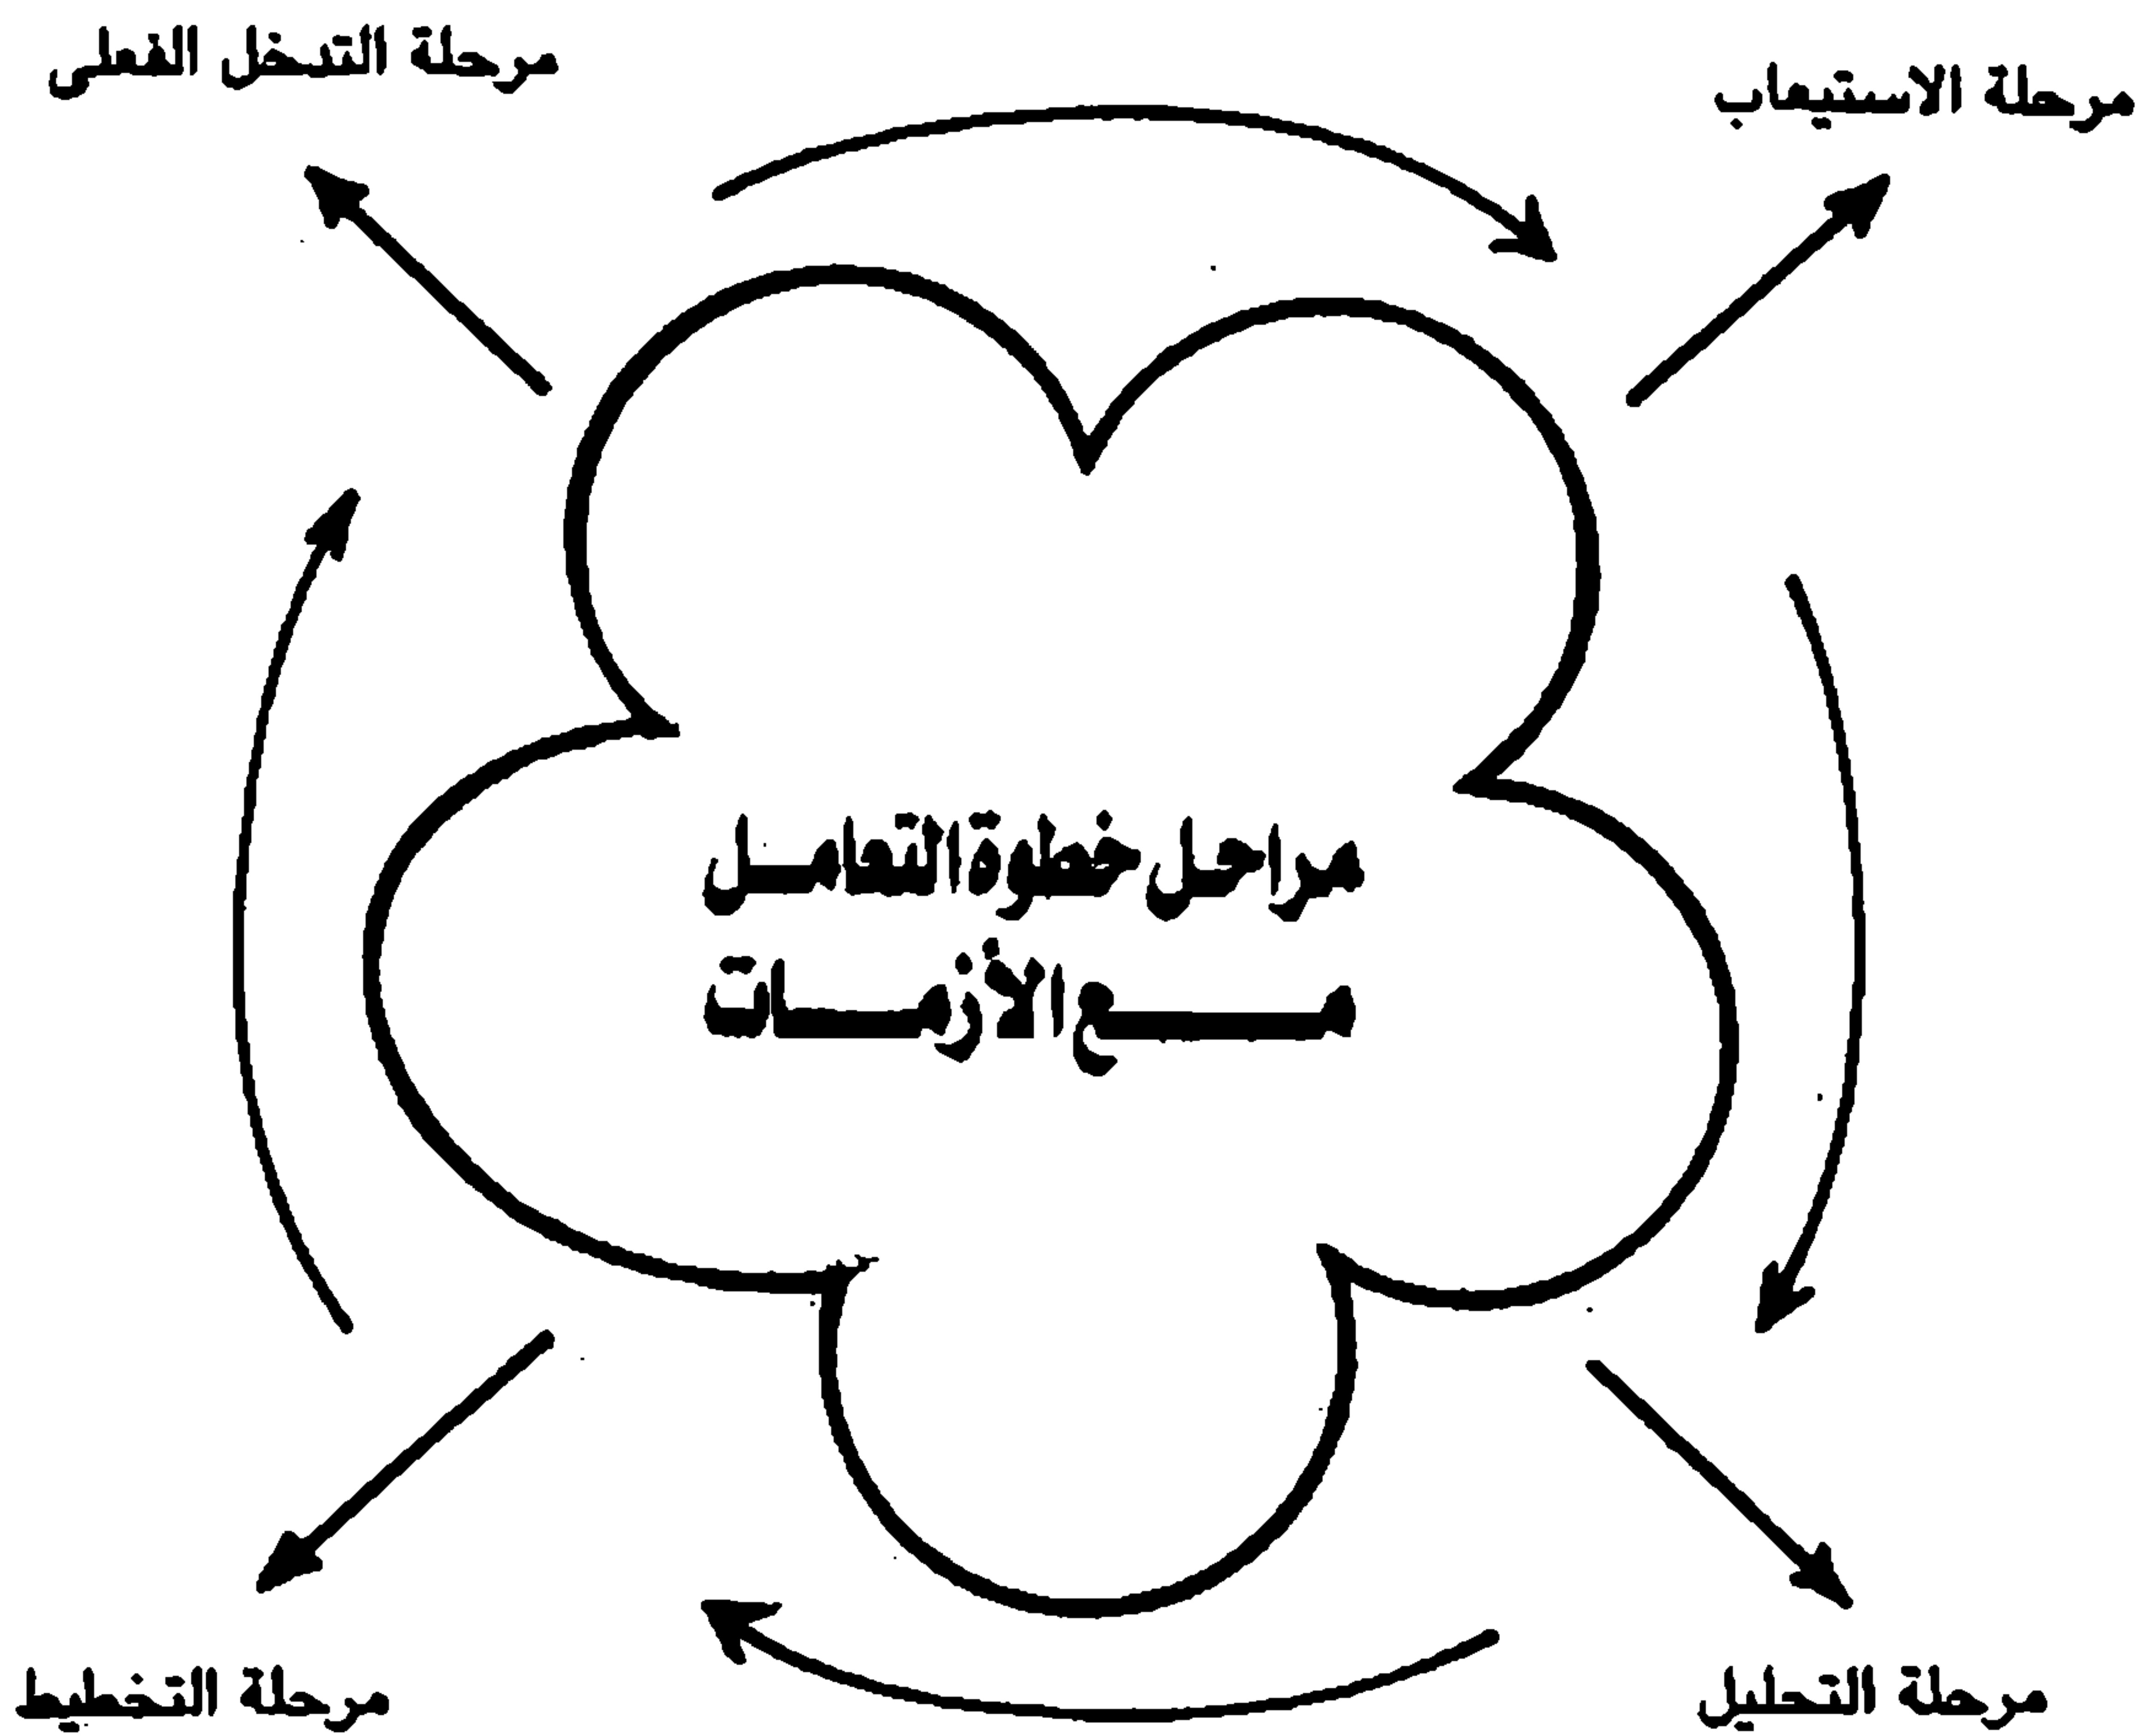 مرحلة الاستيعاب
مرحلة التدخل الفعلى
مراحل خطوة التعامل
مع الأزمات
مرحلة التحليل
مرحلة التخطيط